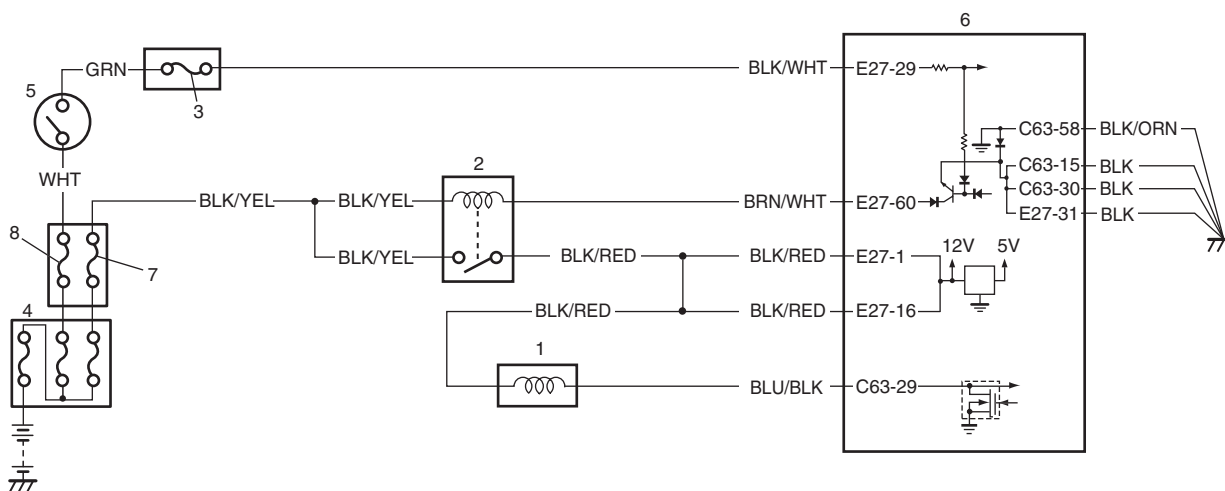 6
GRN
BLK/WHT
E27-29
5
3
C63-58
BLK/ORN
WHT
2
C63-15
BLK
C63-30
BLK
BLK/YEL
BLK/YEL
BRN/WHT
E27-60
E27-31
BLK
8
7
BLK/YEL
BLK/RED
BLK/RED
E27-1
12V
5V
4
BLK/RED
BLK/RED
E27-16
1
BLU/BLK
C63-29